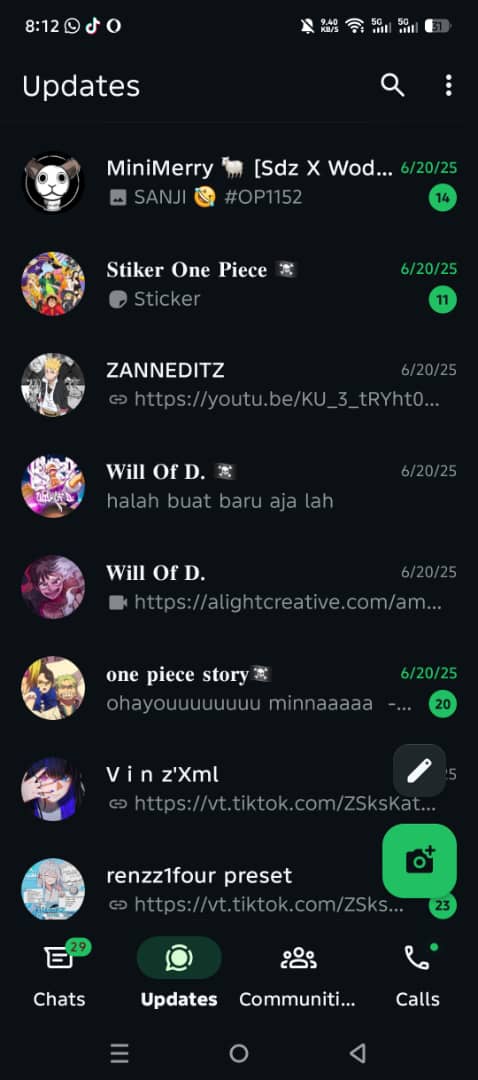 8:12
9.40 KB/S 5G 5G 31
Updates
MiniMerry 🐐 [Sdz X Wod... 6/20/25
SANJI 🤣 #OP1152 14
Stiker One Piece 🏴‍☠️ 6/20/25
Sticker 11
ZANNEDITZ 6/20/25
https://youtu.be/KU_3_tRYht0...
Will Of D. 🏴‍☠️ 6/20/25
halah buat baru aja lah
Will Of D. 6/20/25
https://alightcreative.com/am...
one piece story🏴‍☠️ 6/20/25
ohayouuuuuuuu minnaaaaa -... 20
V i n z'Xml 5
https://vt.tiktok.com/ZSksKat...
renzz1four preset
https://vt.tiktok.com/ZSks... 23
29
Chats Updates Communiti... Calls